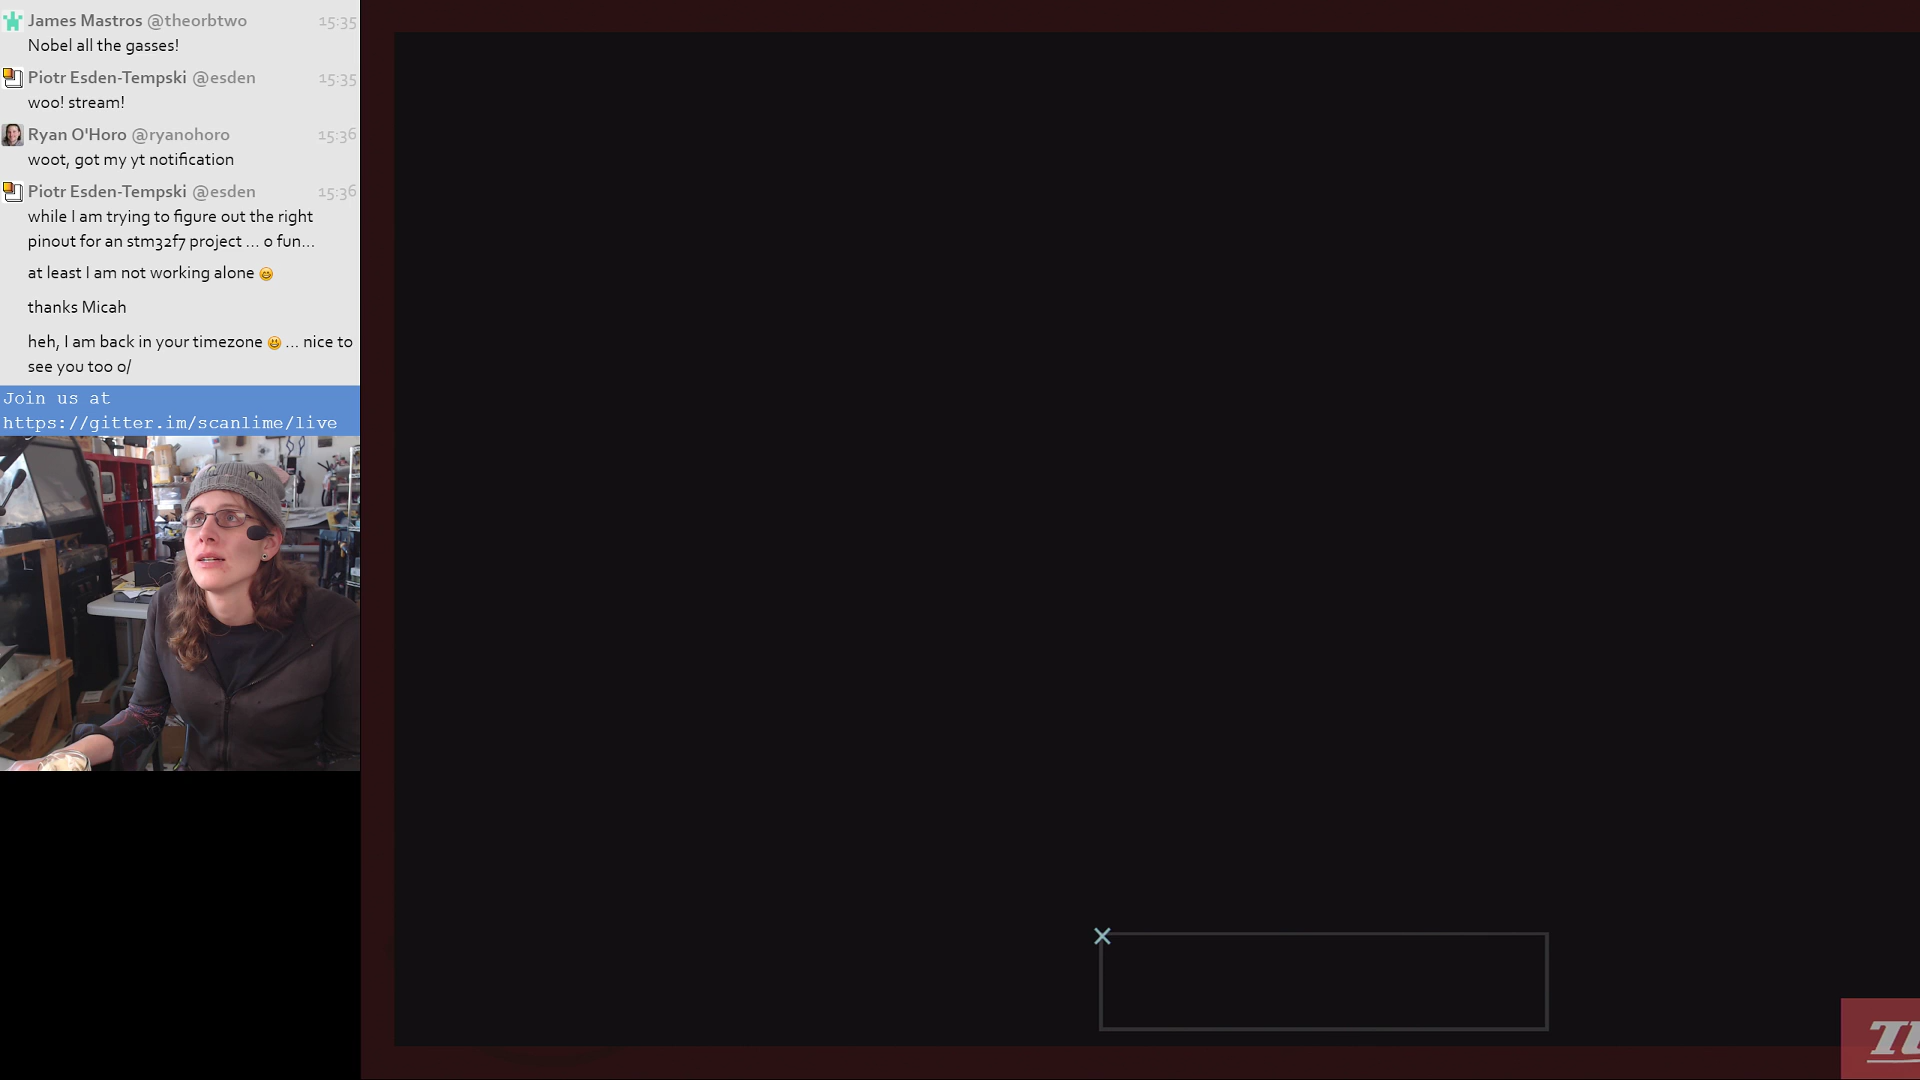 James Mastros @theorbtwo 15:35
Nobel all the gasses!
Piotr Esden-Tempski @esden 15:35
woo! stream!
Ryan O'Horo @ryanohoro 15:36
woot, got my yt notification
Piotr Esden-Tempski @esden 15:36
while I am trying to figure out the right
pinout for an stm32f7 project ... o fun...
at least I am not working alone 😄
thanks Micah
heh, I am back in your timezone 😃 ... nice to
see you too o/
Join us at
https://gitter.im/scanlime/live